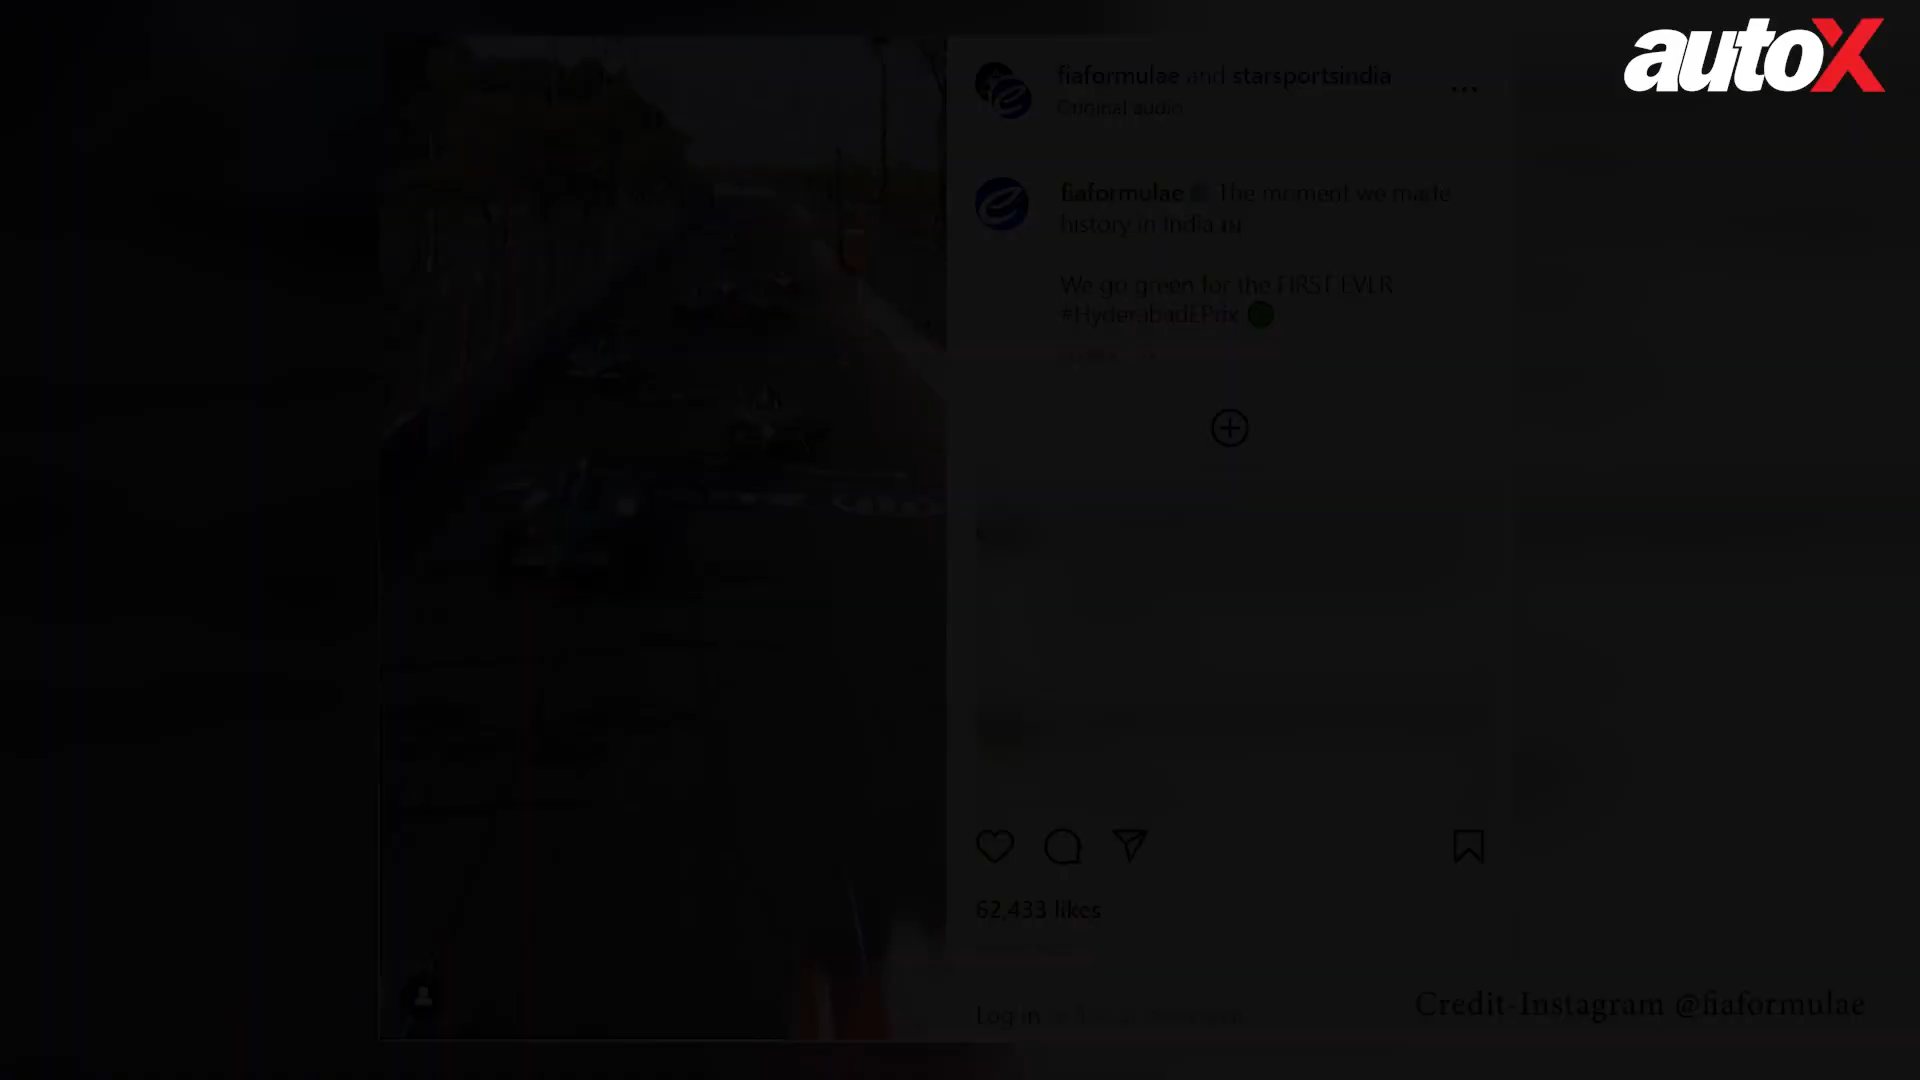 autoX
fiaformulae and starsportsindia
Original audio
fiaformulae The moment we made
history in India IN
We go green for the FIRST EVER
#HyderabadEPrix
62,433 likes
Log in
Credit-Instagram @fiaformulae